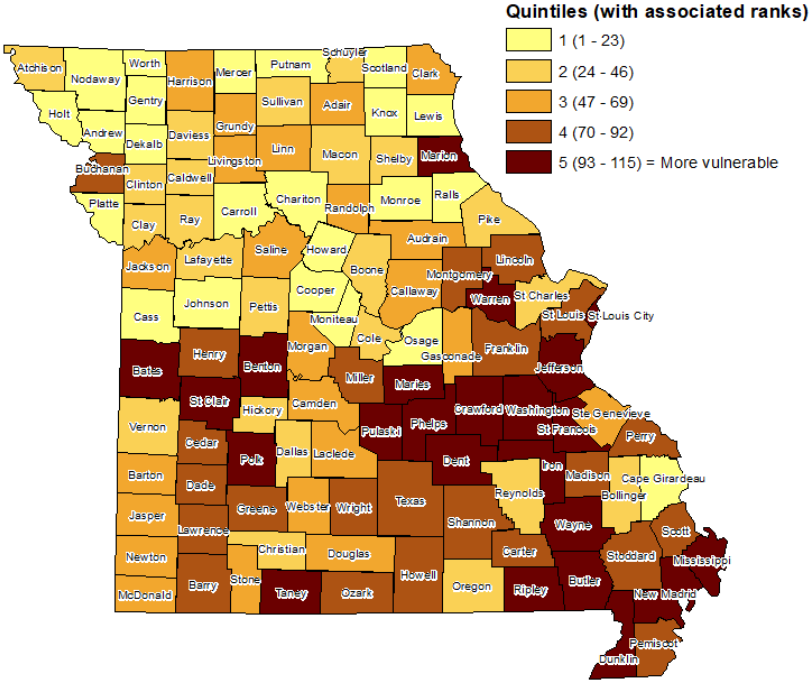 Quintiles (with associated ranks)
1 (1 - 23)
2 (24 - 46)
3 (47 - 69)
4 (70 - 92)
5 (93 - 115) = More vulnerable
Atchison
Nodaway
Worth
Harrison
Mercer
Putnam
Schuyler
Scotland
Clark
Holt
Gentry
Sullivan
Adair
Knox
Lewis
Andrew
Dekalb
Daviess
Grundy
Linn
Macon
Shelby
Marion
Buchanan
Clinton
Caldwell
Livingston
Platte
Clay
Ray
Carroll
Chariton
Randolph
Monroe
Ralls
Pike
Jackson
Lafayette
Saline
Howard
Boone
Audrain
Callaway
Montgomery
Lincoln
Warren
St Charles
St Louis
St Louis City
Cass
Johnson
Pettis
Cooper
Moniteau
Cole
Osage
Gasconade
Franklin
Jefferson
Bates
Henry
Benton
Morgan
Miller
Maries
St Clair
Hickory
Camden
Pulaski
Phelps
Crawford
Washington
Ste Genevieve
St Francois
Perry
Vernon
Cedar
Polk
Dallas
Laclede
Dent
Iron
Madison
Cape Girardeau
Bollinger
Barton
Dade
Greene
Webster
Wright
Texas
Reynolds
Shannon
Wayne
Jasper
Lawrence
Christian
Douglas
Carter
Stoddard
Scott
Mississippi
Newton
McDonald
Barry
Stone
Taney
Ozark
Howell
Oregon
Ripley
Butler
New Madrid
Pemiscot
Dunklin